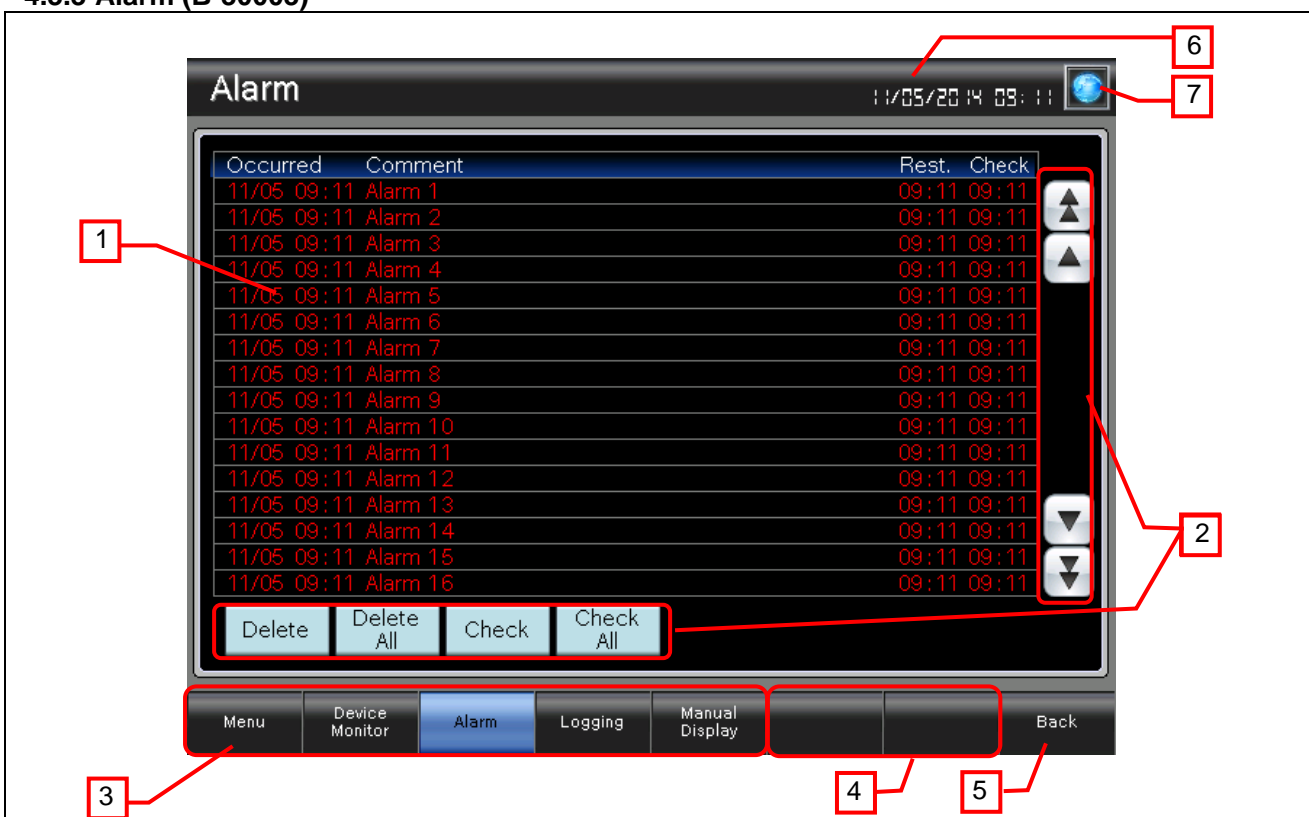 6
Alarm
11/05/2014 09:11
7
Occurred Comment Rest. Check
11/05 09:11 Alarm 1 09:11 09:11
11/05 09:11 Alarm 2 09:11 09:11
11/05 09:11 Alarm 3 09:11 09:11
1
11/05 09:11 Alarm 4 09:11 09:11
11/05 09:11 Alarm 5 09:11 09:11
11/05 09:11 Alarm 6 09:11 09:11
11/05 09:11 Alarm 7 09:11 09:11
11/05 09:11 Alarm 8 09:11 09:11
11/05 09:11 Alarm 9 09:11 09:11
11/05 09:11 Alarm 10 09:11 09:11
11/05 09:11 Alarm 11 09:11 09:11
11/05 09:11 Alarm 12 09:11 09:11
11/05 09:11 Alarm 13 09:11 09:11
11/05 09:11 Alarm 14 09:11 09:11
2
11/05 09:11 Alarm 15 09:11 09:11
11/05 09:11 Alarm 16 09:11 09:11
Delete
Delete
All
Check
Check
All
Menu
Device
Monitor
Alarm
Logging
Manual
Display
Back
3
4
5